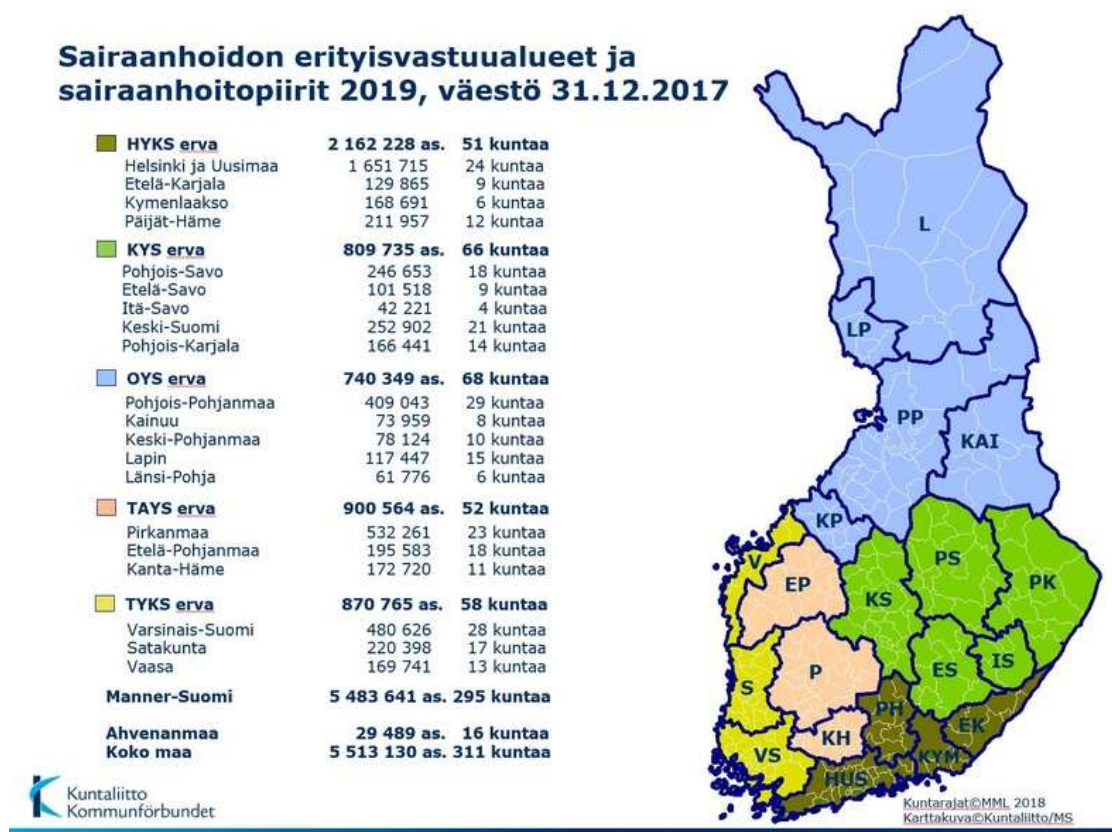 Sairaanhoidon erityisvastuualueet ja
sairaanhoitopiirit 2019, väestö 31.12.2017
HYKS erva 2 162 228 as. 51 kuntaa
Helsinki ja Uusimaa 1 651 715 24 kuntaa
Etelä-Karjala 129 865 9 kuntaa
Kymenlaakso 168 691 6 kuntaa
Päijät-Häme 211 957 12 kuntaa
KYS erva 809 735 as. 66 kuntaa
Pohjois-Savo 246 653 18 kuntaa
Etelä-Savo 101 518 9 kuntaa
Itä-Savo 42 221 4 kuntaa
Keski-Suomi 252 902 21 kuntaa
Pohjois-Karjala 166 441 14 kuntaa
OYS erva 740 349 as. 68 kuntaa
Pohjois-Pohjanmaa 409 043 29 kuntaa
Kainuu 73 959 8 kuntaa
Keski-Pohjanmaa 78 124 10 kuntaa
Lapin 117 447 15 kuntaa
Länsi-Pohja 61 776 6 kuntaa
TAYS erva 900 564 as. 52 kuntaa
Pirkanmaa 532 261 23 kuntaa
Etelä-Pohjanmaa 195 583 18 kuntaa
Kanta-Häme 172 720 11 kuntaa
TYKS erva 870 765 as. 58 kuntaa
Varsinais-Suomi 480 626 28 kuntaa
Satakunta 220 398 17 kuntaa
Vaasa 169 741 13 kuntaa
Manner-Suomi 5 483 641 as. 295 kuntaa
Ahvenanmaa 29 489 as. 16 kuntaa
Koko maa 5 513 130 as. 311 kuntaa
L
LP
PP
KAI
KP
V
EP
KS
PS
PK
S
P
ES
IS
PH
EK
KH
VS
KYM
HUS
Kuntaliitto
Kommunförbundet
Kuntarajat©MML 2018
Karttakuva©Kuntaliitto/MS